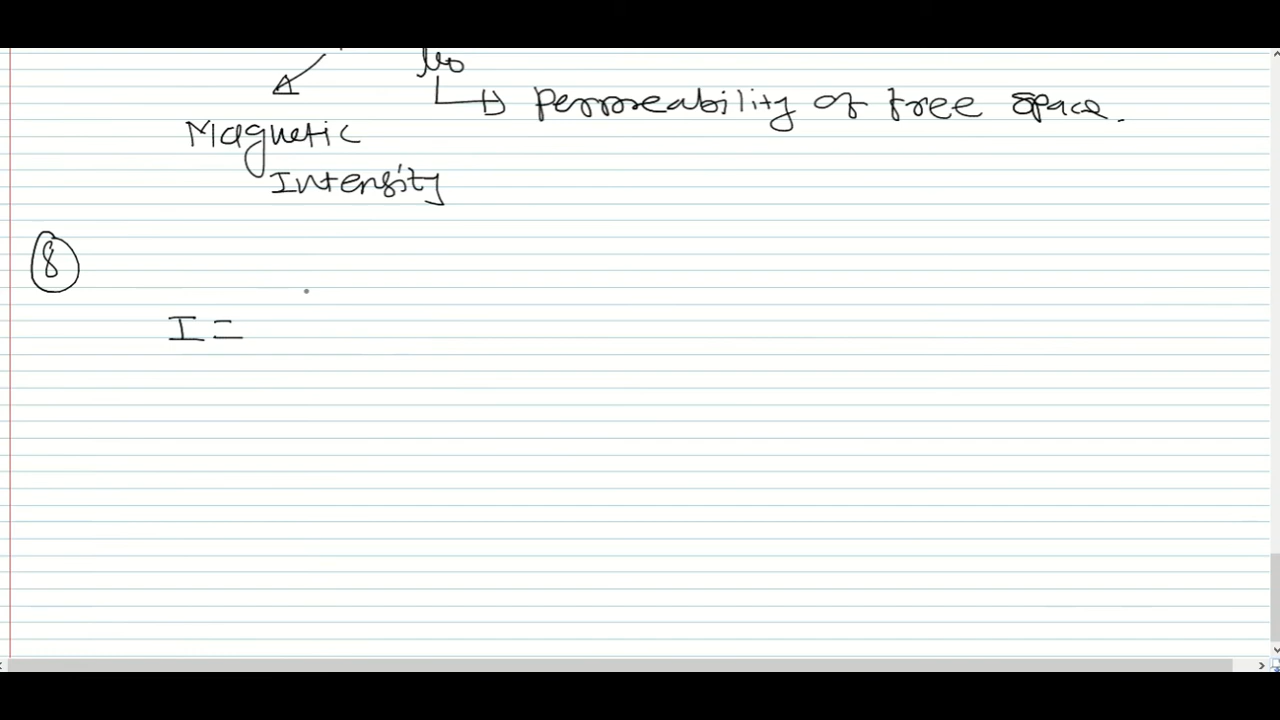 μ₀
Permeability of free space.
Magnetic
Intensity
8
I =